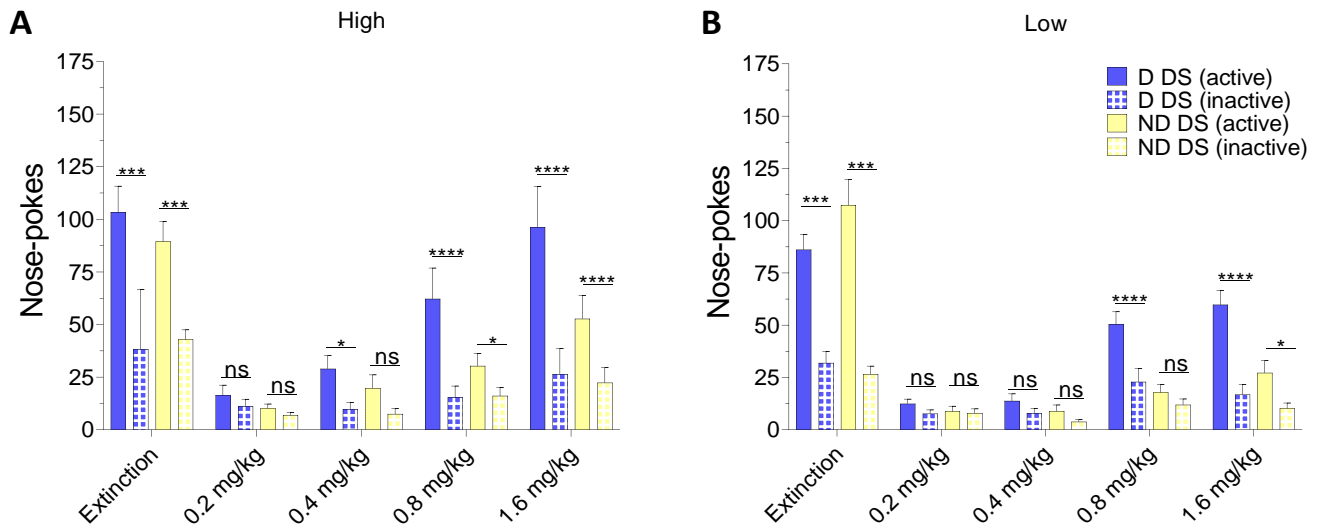 A
High
Nose-pokes
175
150
125
100
75
50
25
0
***
***
ns
ns
*
ns
****
*
****
****
Extinction
0.2 mg/kg
0.4 mg/kg
0.8 mg/kg
1.6 mg/kg
B
Low
Nose-pokes
175
150
125
100
75
50
25
0
***
***
ns
ns
ns
ns
****
ns
****
*
Extinction
0.2 mg/kg
0.4 mg/kg
0.8 mg/kg
1.6 mg/kg
D DS (active)
D DS (inactive)
ND DS (active)
ND DS (inactive)